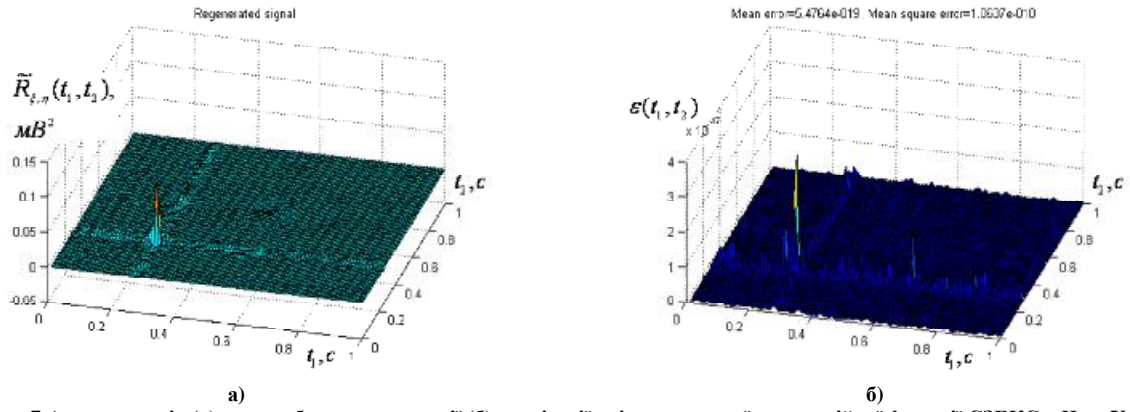 Regenerated signal
Mean error=5.4764e-019, Mean square error=1.0637e-010
R̃ξ,η(t₁,t₂),
мВ²
0.15
0.1
0.05
0
-0.05
0
0.2
0.4
0.6
0.8
1
t₁,c
0
0.2
0.4
0.6
0.8
1
t₂,c
ε(t₁,t₂)
x 10
4
3
2
1
0
0
0.2
0.4
0.6
0.8
1
t₁,c
0
0.2
0.4
0.6
0.8
1
t₂,c
а)
б)